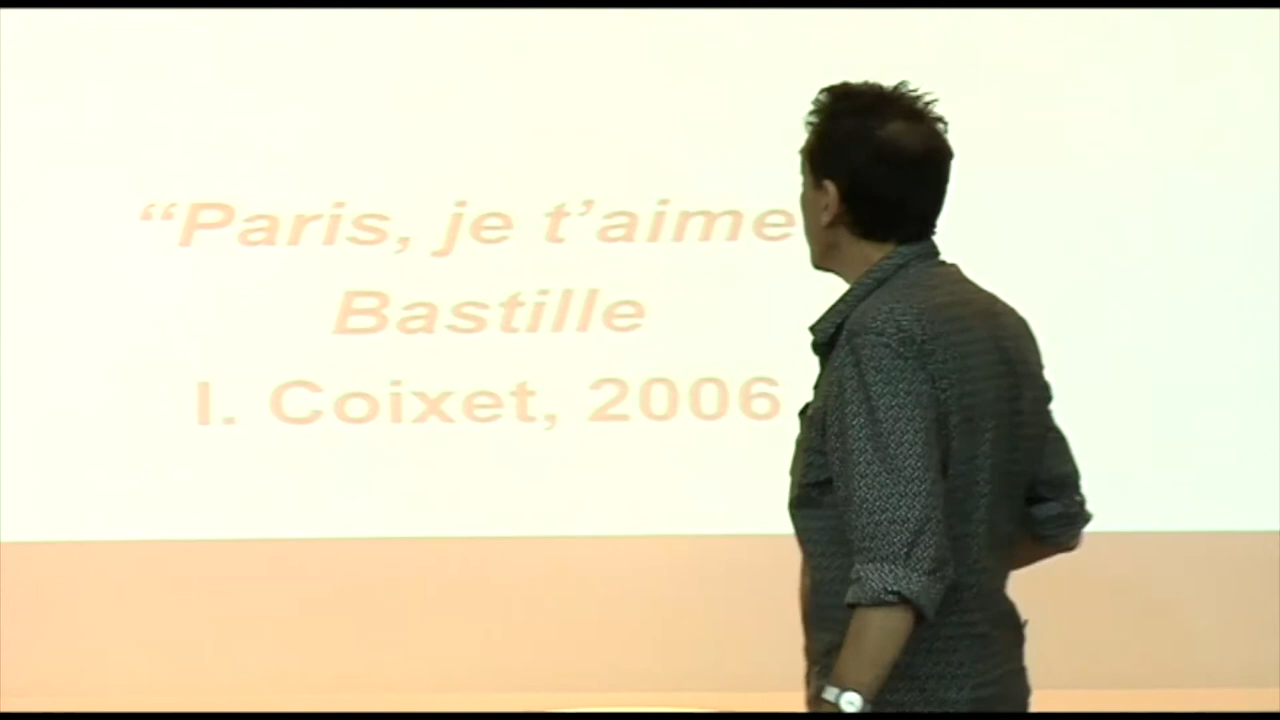 “Paris, je t’aime
Bastille
I. Coixet, 2006